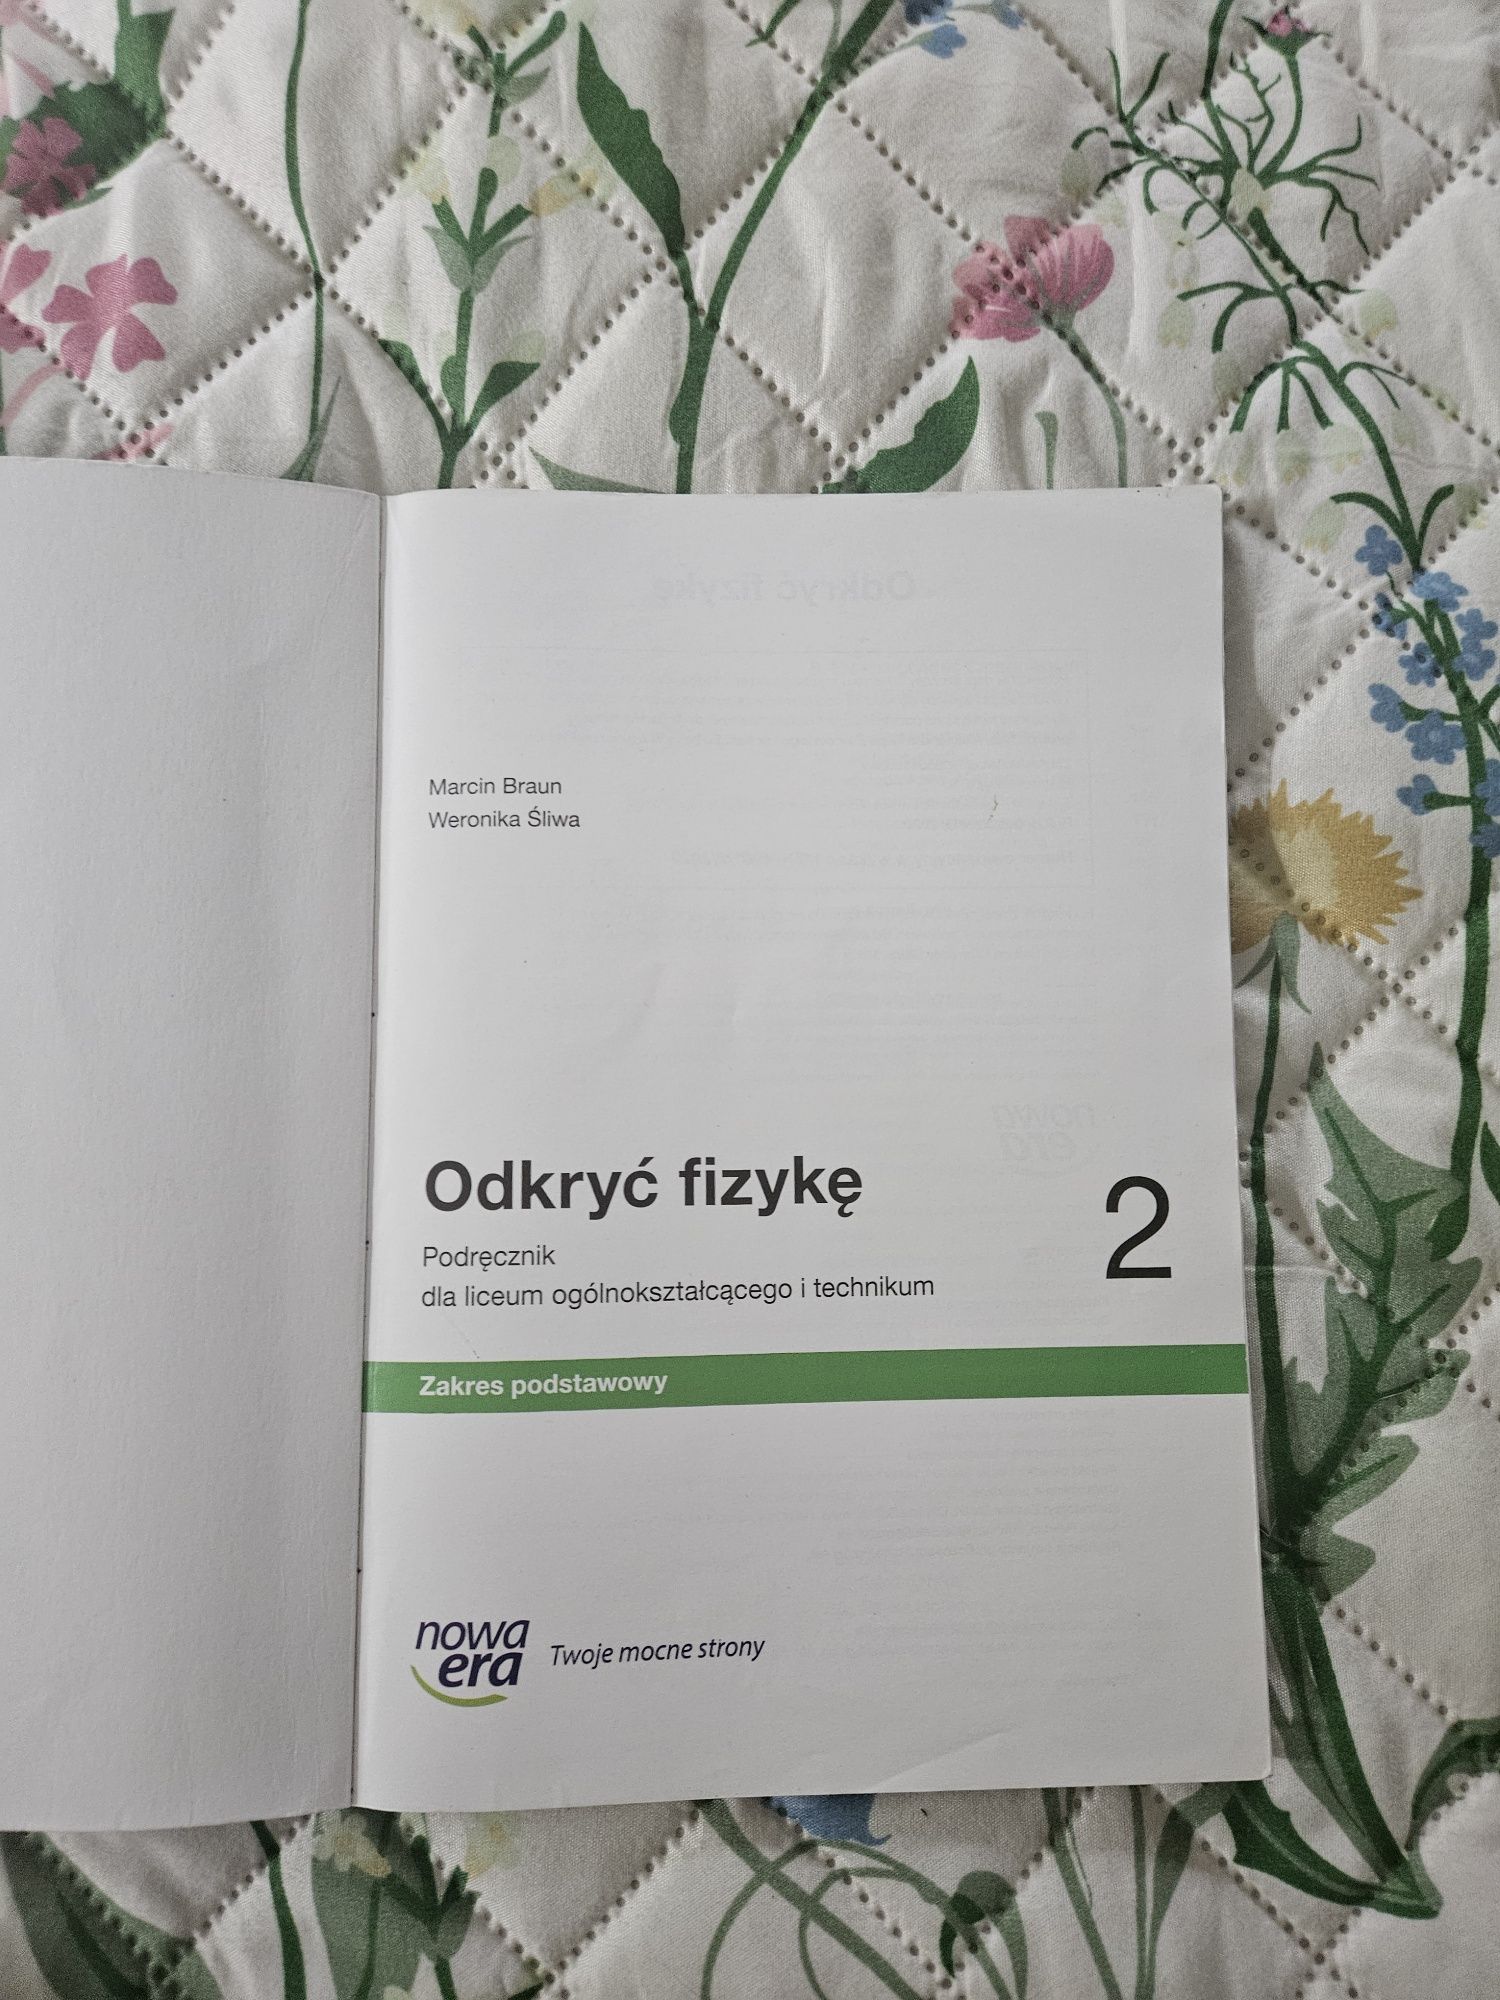 Marcin Braun
Weronika Śliwa
Odkryć fizykę
2
Podręcznik
dla liceum ogólnokształcącego i technikum
Zakres podstawowy
nowa
era
Twoje mocne strony